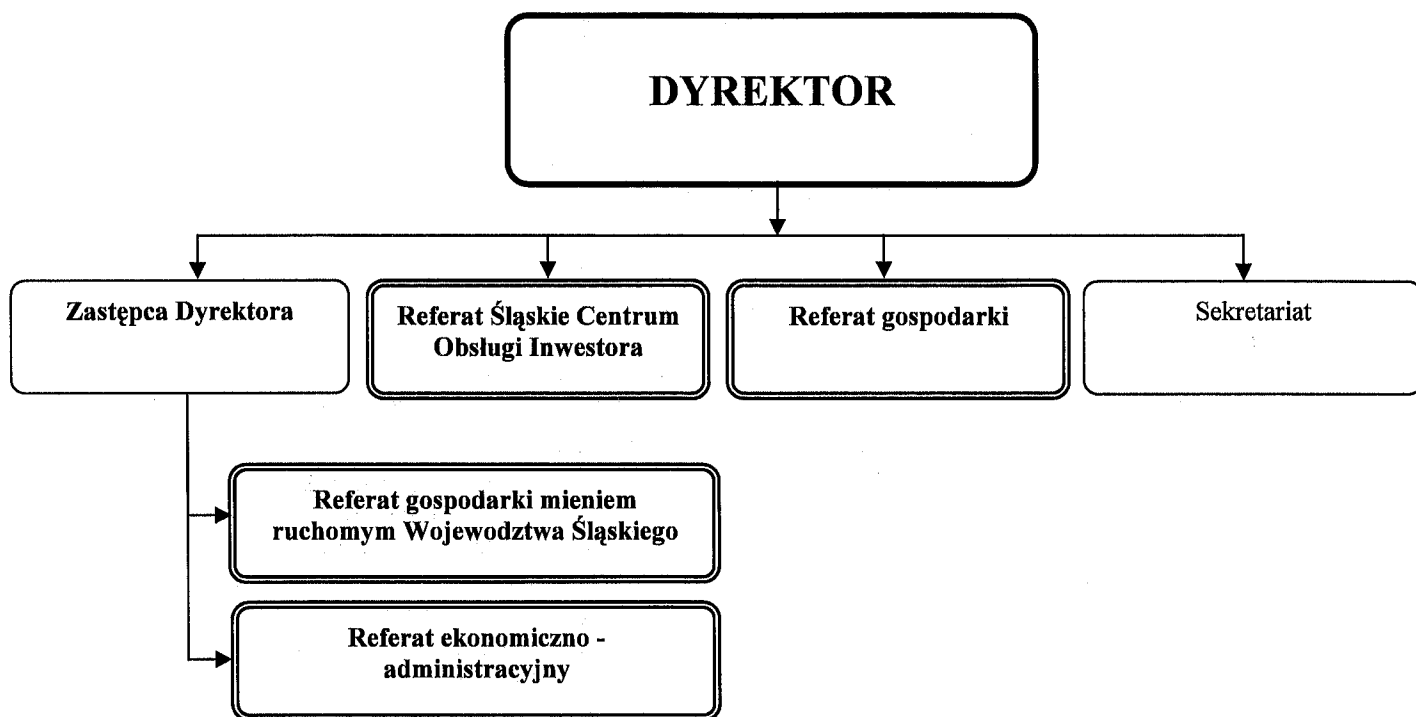 DYREKTOR
Zastępca Dyrektora
Referat Śląskie Centrum
Obsługi Inwestora
Referat gospodarki
Sekretariat
Referat gospodarki mieniem
ruchomym Wojewodztwa Śląskiego
Referat ekonomiczno -
administracyjny